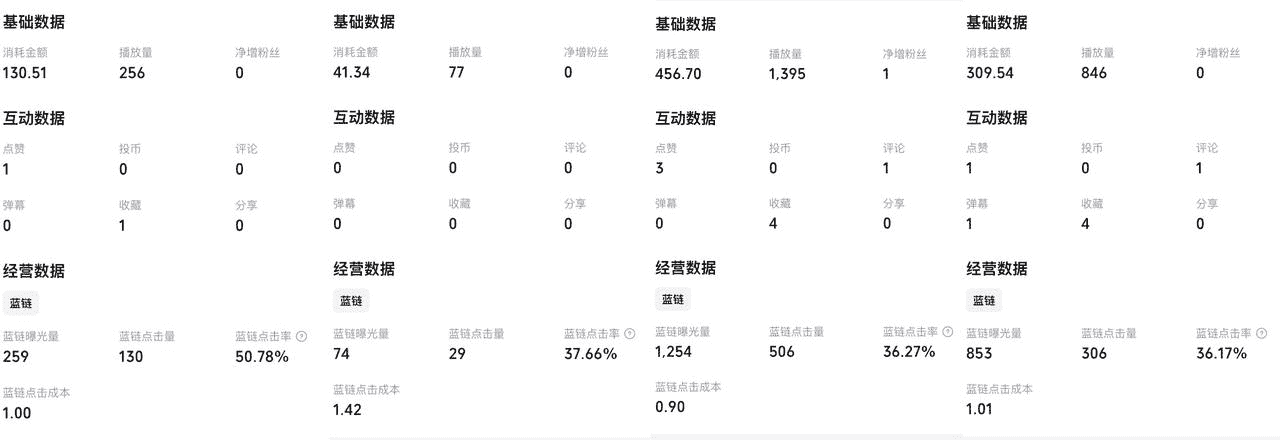 基础数据
消耗金额 播放量 净增粉丝
130.51 256 0
互动数据
点赞 投币 评论
1 0 0
弹幕 收藏 分享
0 1 0
经营数据
蓝链
蓝链曝光量 蓝链点击量 蓝链点击率 ?
259 130 50.78%
蓝链点击成本
1.00
基础数据
消耗金额 播放量 净增粉丝
41.34 77 0
互动数据
点赞 投币 评论
0 0 0
弹幕 收藏 分享
0 0 0
经营数据
蓝链
蓝链曝光量 蓝链点击量 蓝链点击率 ?
74 29 37.66%
蓝链点击成本
1.42
基础数据
消耗金额 播放量 净增粉丝
456.70 1,395 1
互动数据
点赞 投币 评论
3 0 1
弹幕 收藏 分享
0 4 0
经营数据
蓝链
蓝链曝光量 蓝链点击量 蓝链点击率 ?
1,254 506 36.27%
蓝链点击成本
0.90
基础数据
消耗金额 播放量 净增粉丝
309.54 846 0
互动数据
点赞 投币 评论
1 0 1
弹幕 收藏 分享
1 4 0
经营数据
蓝链
蓝链曝光量 蓝链点击量 蓝链点击率 ?
853 306 36.17%
蓝链点击成本
1.01